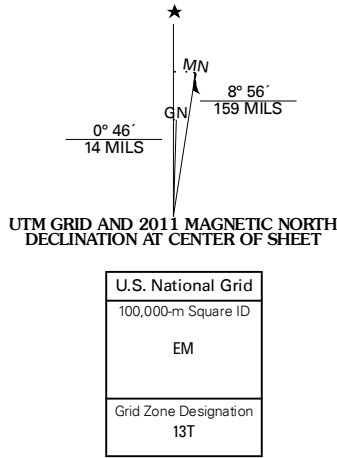 MN
8° 56´
159 MILS
GN
0° 46´
14 MILS
UTM GRID AND 2011 MAGNETIC NORTH
DECLINATION AT CENTER OF SHEET
U.S. National Grid
100,000-m Square ID
EM
Grid Zone Designation
13T